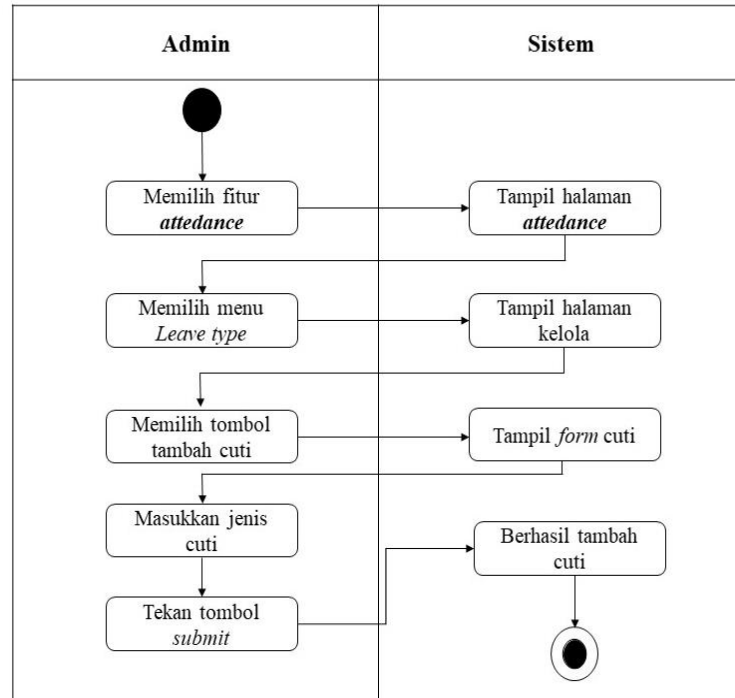 Admin
Sistem
Memilih fitur
attedance
Tampil halaman
attedance
Memilih menu
Leave type
Tampil halaman
kelola
Memilih tombol
tambah cuti
Tampil form cuti
Masukkan jenis
cuti
Berhasil tambah
cuti
Tekan tombol
submit